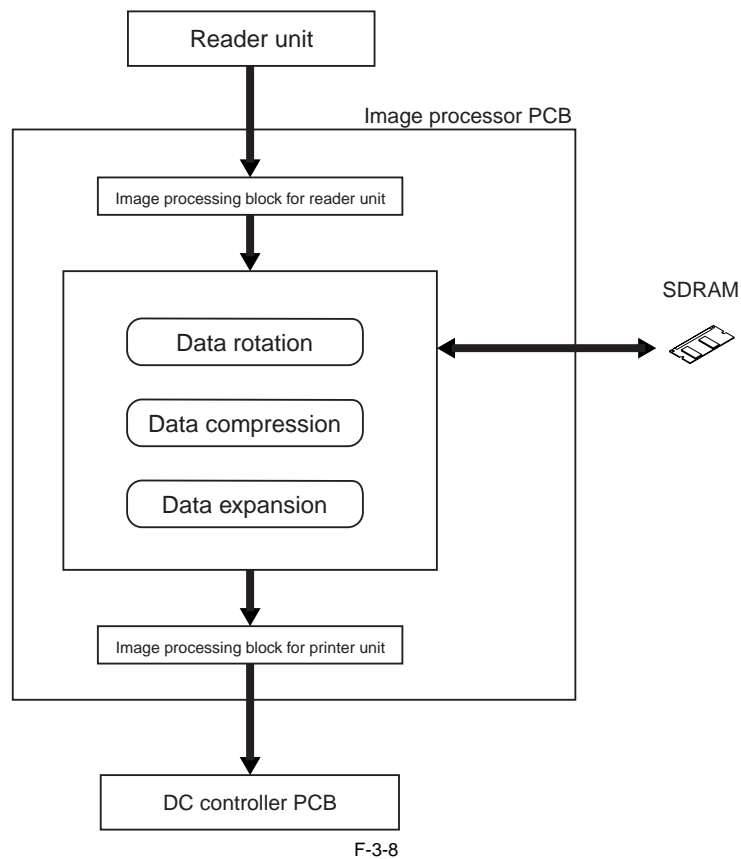 Reader unit
Image processor PCB
Image processing block for reader unit
SDRAM
Data rotation
Data compression
Data expansion
Image processing block for printer unit
DC controller PCB
F-3-8